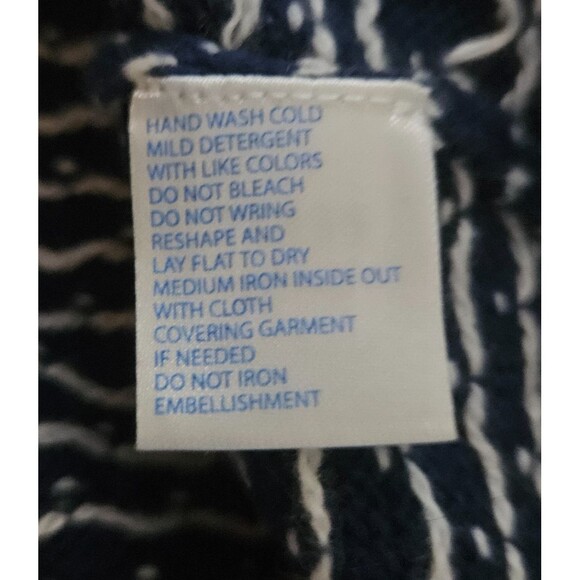 HAND WASH COLD
MILD DETERGENT
WITH LIKE COLORS
DO NOT BLEACH
DO NOT WRING
RESHAPE AND
LAY FLAT TO DRY
MEDIUM IRON INSIDE OUT
WITH CLOTH
COVERING GARMENT
IF NEEDED
DO NOT IRON
EMBELLISHMENT